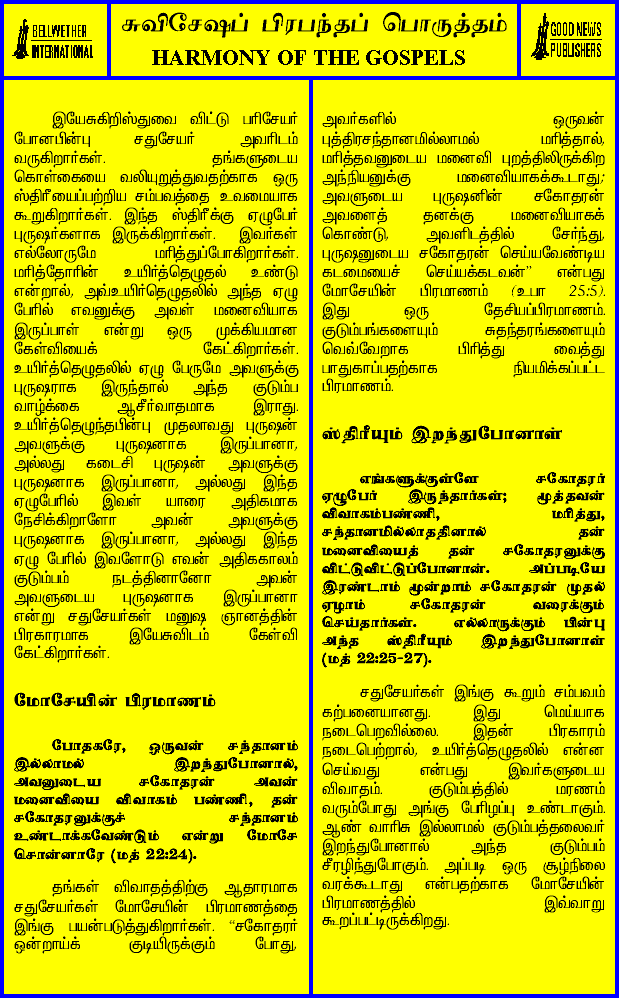 BELLWETHER
INTERNATIONAL
சுவிசேஷப் பிரபந்தப் பொருத்தம்
HARMONY OF THE GOSPELS
GOOD NEWS
PUBLISHERS
இயேசுகிறிஸ்துவை விட்டு பரிசேயர்
போனபின்பு சதுசேயர் அவரிடம்
வருகிறார்கள். தங்களுடைய
கொள்கையை வலியுறுத்துவதற்காக ஒரு
ஸ்திரீயைப்பற்றிய சம்பவத்தை உவமையாக
கூறுகிறார்கள். இந்த ஸ்திரீக்கு ஏழுபேர்
புருஷர்களாக இருக்கிறார்கள். இவர்கள்
எல்லோருமே மரித்துப்போகிறார்கள்.
மரித்தோரின் உயிர்த்தெழுதல் உண்டு
என்றால், அவ்உயிர்தெழுதலில் அந்த ஏழு
பேரில் எவனுக்கு அவள் மனைவியாக
இருப்பாள் என்று ஒரு முக்கியமான
கேள்வியைக் கேட்கிறார்கள்.
உயிர்த்தெழுதலில் ஏழு பேருமே அவளுக்கு
புருஷராக இருந்தால் அந்த குடும்ப
வாழ்க்கை ஆசீர்வாதமாக இராது.
உயிர்த்தெழுந்தபின்பு முதலாவது புருஷன்
அவளுக்கு புருஷனாக இருப்பானா,
அல்லது கடைசி புருஷன் அவளுக்கு
புருஷனாக இருப்பானா, அல்லது இந்த
ஏழுபேரில் இவள் யாரை அதிகமாக
நேசிக்கிறாளோ அவன் அவளுக்கு
புருஷனாக இருப்பானா, அல்லது இந்த
ஏழு பேரில் இவளோடு எவன் அதிககாலம்
குடும்பம் நடத்தினானோ அவன்
அவளுடைய புருஷனாக இருப்பானா
என்று சதுசேயர்கள் மனுஷ ஞானத்தின்
பிரகாரமாக இயேசுவிடம் கேள்வி
கேட்கிறார்கள்.
மோசேயின் பிரமாணம்
போதகரே, ஒருவன் சந்தானம்
இல்லாமல் இறந்துபோனால்,
அவனுடைய சகோதரன் அவன்
மனைவியை விவாகம் பண்ணி, தன்
சகோதரனுக்குச் சந்தானம்
உண்டாக்கவேண்டும் என்று மோசே
சொன்னாரே (மத் 22:24).
தங்கள் விவாதத்திற்கு ஆதாரமாக
சதுசேயர்கள் மோசேயின் பிரமாணத்தை
இங்கு பயன்படுத்துகிறார்கள். “சகோதரர்
ஒன்றாய்க் குடியிருக்கும் போது,
அவர்களில் ஒருவன்
புத்திரசந்தானமில்லாமல் மரித்தால்,
மரித்தவனுடைய மனைவி புறத்திலிருக்கிற
அந்நியனுக்கு மனைவியாகக்கூடாது;
அவளுடைய புருஷனின் சகோதரன்
அவளைத் தனக்கு மனைவியாகக்
கொண்டு, அவளிடத்தில் சேர்ந்து,
புருஷனுடைய சகோதரன் செய்யவேண்டிய
கடமையைச் செய்யக்கடவன்” என்பது
மோசேயின் பிரமாணம் (உபா 25:5).
இது ஒரு தேசியப்பிரமாணம்.
குடும்பங்களையும் சுதந்தரங்களையும்
வெவ்வேறாக பிரித்து வைத்து
பாதுகாப்பதற்காக நியமிக்கப்பட்ட
பிரமாணம்.
ஸ்திரீயும் இறந்துபோனாள்
எங்களுக்குள்ளே சகோதரர்
ஏழுபேர் இருந்தார்கள்; மூத்தவன்
விவாகம்பண்ணி, மரித்து,
சந்தானமில்லாததினால் தன்
மனைவியைத் தன் சகோதரனுக்கு
விட்டுவிட்டுப்போனான். அப்படியே
இரண்டாம் மூன்றாம் சகோதரன் முதல்
ஏழாம் சகோதரன் வரைக்கும்
செய்தார்கள். எல்லாருக்கும் பின்பு
அந்த ஸ்திரீயும் இறந்துபோனாள்
(மத் 22:25-27).
சதுசேயர்கள் இங்கு கூறும் சம்பவம்
கற்பனையானது. இது மெய்யாக
நடைபெறவில்லை. இதன் பிரகாரம்
நடைபெற்றால், உயிர்த்தெழுதலில் என்ன
செய்வது என்பது இவர்களுடைய
விவாதம். குடும்பத்தில் மரணம்
வரும்போது அங்கு பேரிழப்பு உண்டாகும்.
ஆண் வாரிசு இல்லாமல் குடும்பத்தலைவர்
இறந்துபோனால் அந்த குடும்பம்
சீரழிந்துபோகும். அப்படி ஒரு சூழ்நிலை
வரக்கூடாது என்பதற்காக மோசேயின்
பிரமாணத்தில் இவ்வாறு
கூறப்பட்டிருக்கிறது.